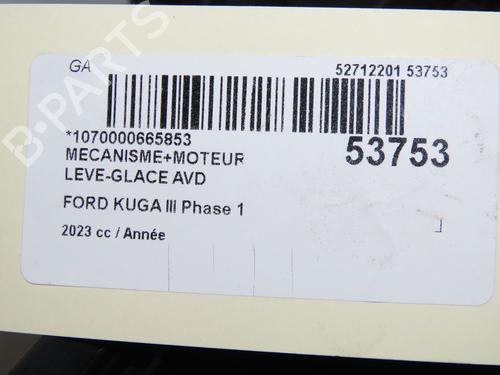 GA
52712201 53753
*1070000665853
53753
MECANISME+MOTEUR
LEVE-GLACE AVD
FORD KUGA III Phase 1
2023 cc / Année
B-PARTS